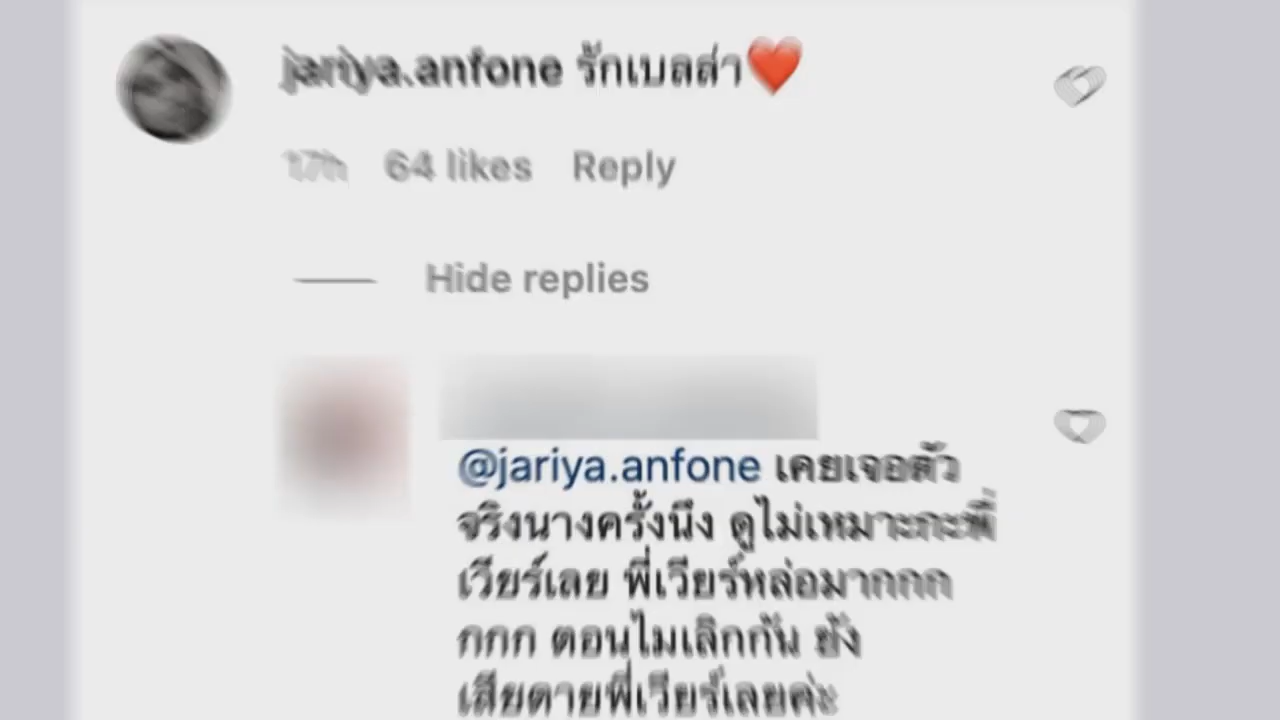 jariya.anfone รักเบลล่า❤️
17h 64 likes Reply
Hide replies
@jariya.anfone เคยเจอตัว
จริงนางครั้งนึง ดูไม่เหมาะกะพี่
เวียร์เลย พี่เวียร์หล่อมากกก
กกก ตอนไมเลิกกัน ยัง
เสียดายพี่เวียร์เลยค่ะ